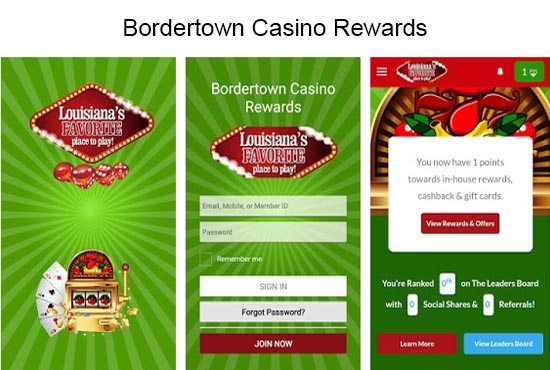 Bordertown Casino Rewards
Louisiana's
FAVORITE
place to play!
Bordertown Casino
Rewards
Louisiana's
FAVORITE
place to play!
Email, Mobile, or Member ID
Password
Remember me
SIGN IN
Forgot Password?
JOIN NOW
Louisiana's
FAVORITE
place to play!
1
777
You now have 1 points
towards in-house rewards,
cashback & gift cards.
View Rewards & Offers
You're Ranked 0th on The Leaders Board
with 0 Social Shares & 0 Referrals!
Learn More
View Leaders Board